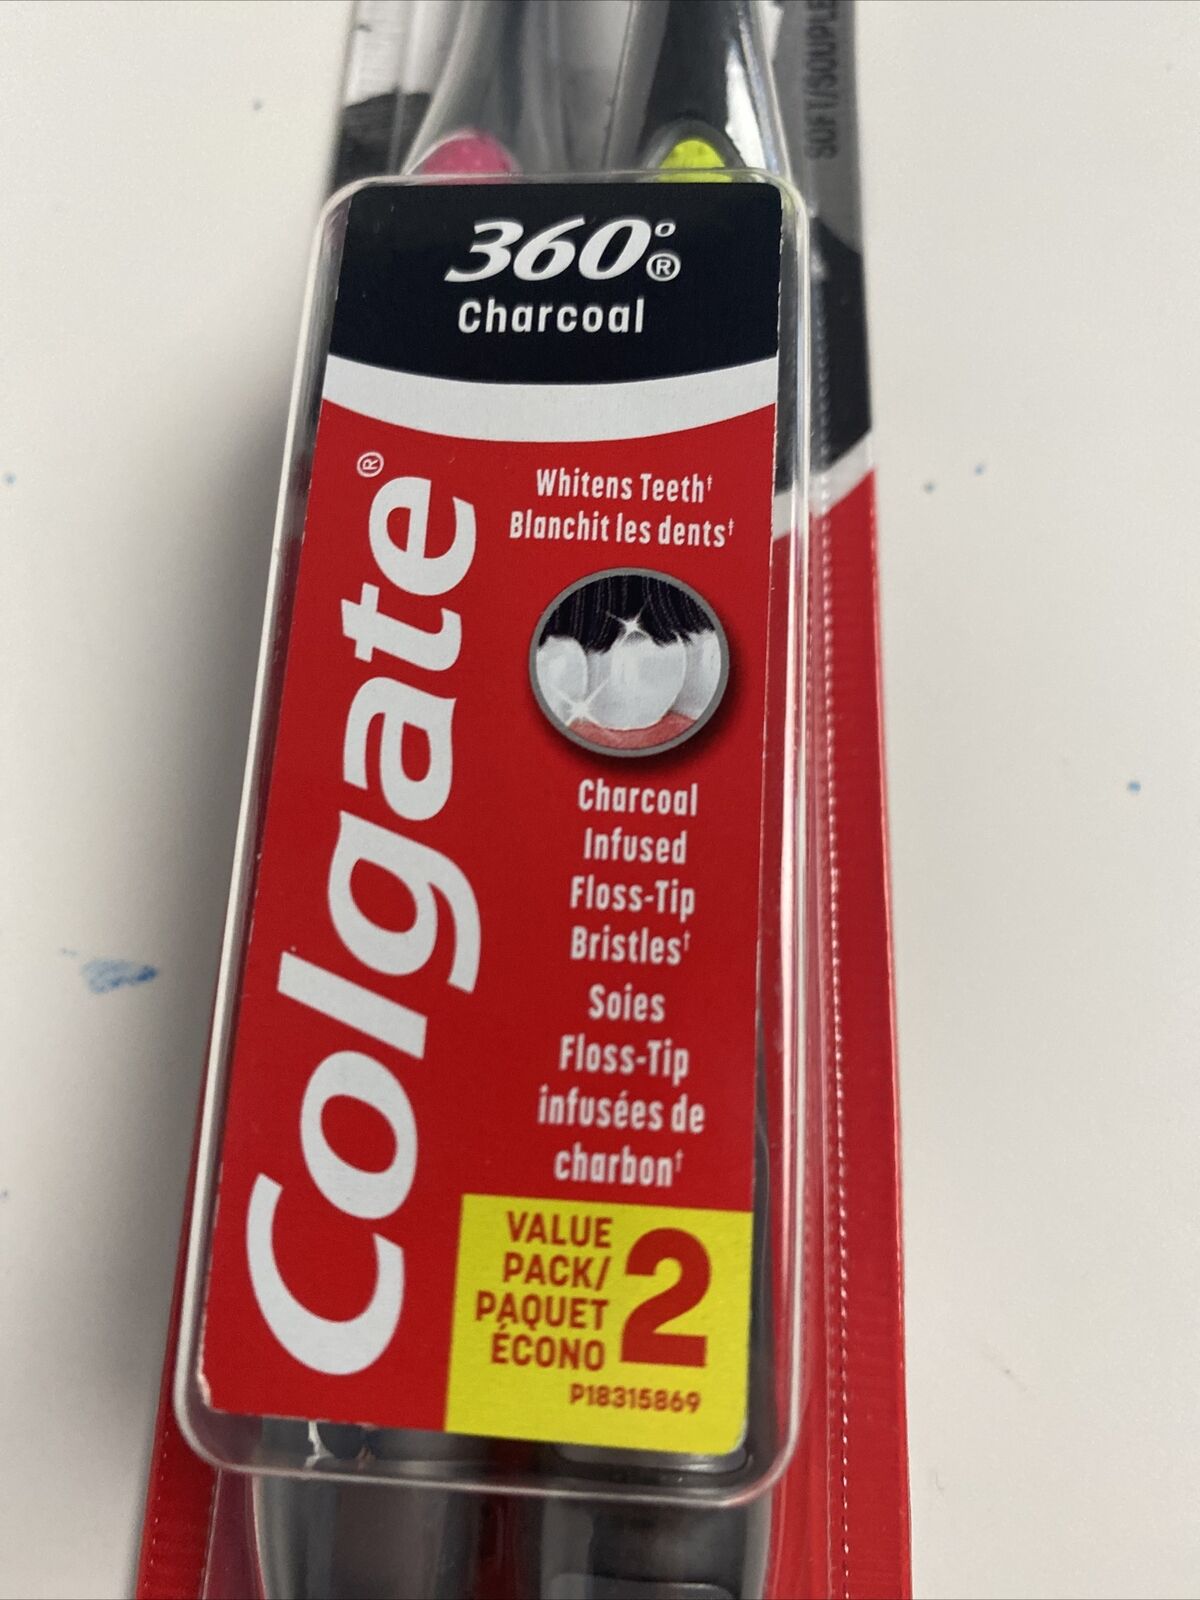 SOFT/SOUPLE
360°®
Charcoal
Colgate®
Whitens Teeth‡
Blanchit les dents‡
Charcoal
Infused
Floss-Tip
Bristles†
Soies
Floss-Tip
infusées de
charbon†
VALUE
PACK/
PAQUET
ÉCONO
2
P18315869